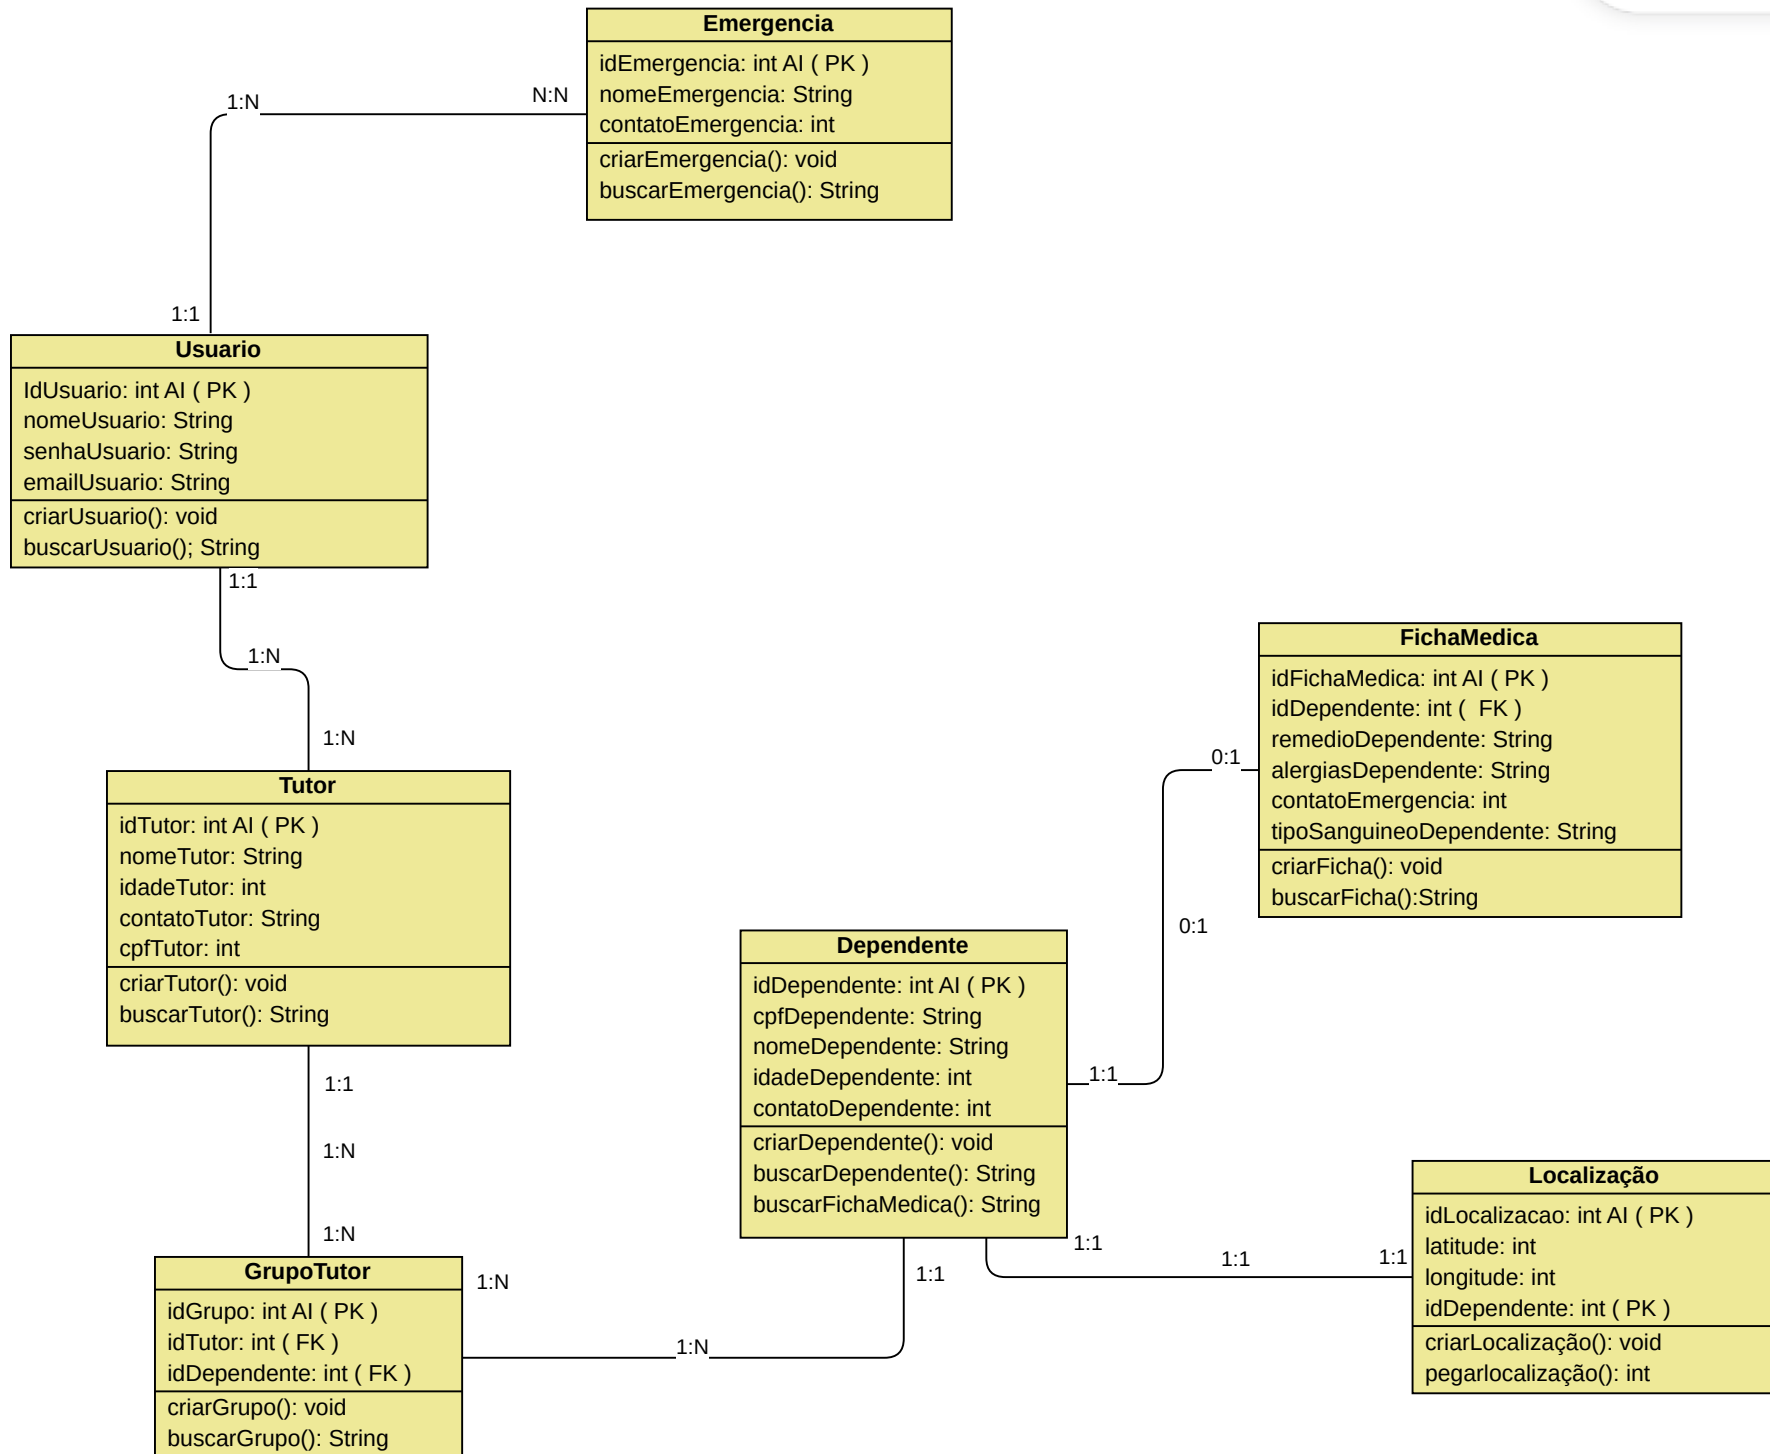 Emergencia
idEmergencia: int AI ( PK )
nomeEmergencia: String
contatoEmergencia: int
criarEmergencia(): void
buscarEmergencia(): String
1:N
N:N
1:1
Usuario
IdUsuario: int AI ( PK )
nomeUsuario: String
senhaUsuario: String
emailUsuario: String
criarUsuario(): void
buscarUsuario(); String
1:1
1:N
1:N
Tutor
idTutor: int AI ( PK )
nomeTutor: String
idadeTutor: int
contatoTutor: String
cpfTutor: int
criarTutor(): void
buscarTutor(): String
1:1
1:N
1:N
GrupoTutor
idGrupo: int AI ( PK )
idTutor: int ( FK )
idDependente: int ( FK )
criarGrupo(): void
buscarGrupo(): String
1:N
1:N
1:1
Dependente
idDependente: int AI ( PK )
cpfDependente: String
nomeDependente: String
idadeDependente: int
contatoDependente: int
criarDependente(): void
buscarDependente(): String
buscarFichaMedica(): String
1:1
0:1
0:1
FichaMedica
idFichaMedica: int AI ( PK )
idDependente: int (  FK )
remedioDependente: String
alergiasDependente: String
contatoEmergencia: int
tipoSanguineoDependente: String
criarFicha(): void
buscarFicha():String
1:1
1:1
1:1
Localização
idLocalizacao: int AI ( PK )
latitude: int
longitude: int
idDependente: int ( PK )
criarLocalização(): void
pegarlocalização(): int